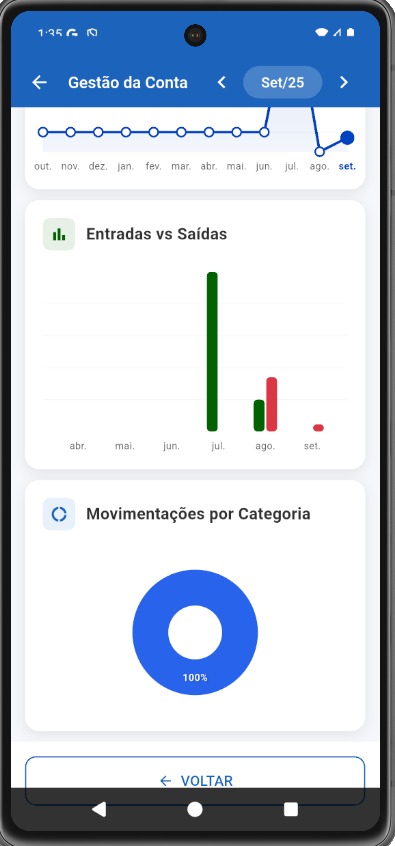 1:35
Gestão da Conta
Set/25
out. nov. dez. jan. fev. mar. abr. mai. jun. jul. ago. set.
Entradas vs Saídas
abr. mai. jun. jul. ago. set.
Movimentações por Categoria
100%
VOLTAR